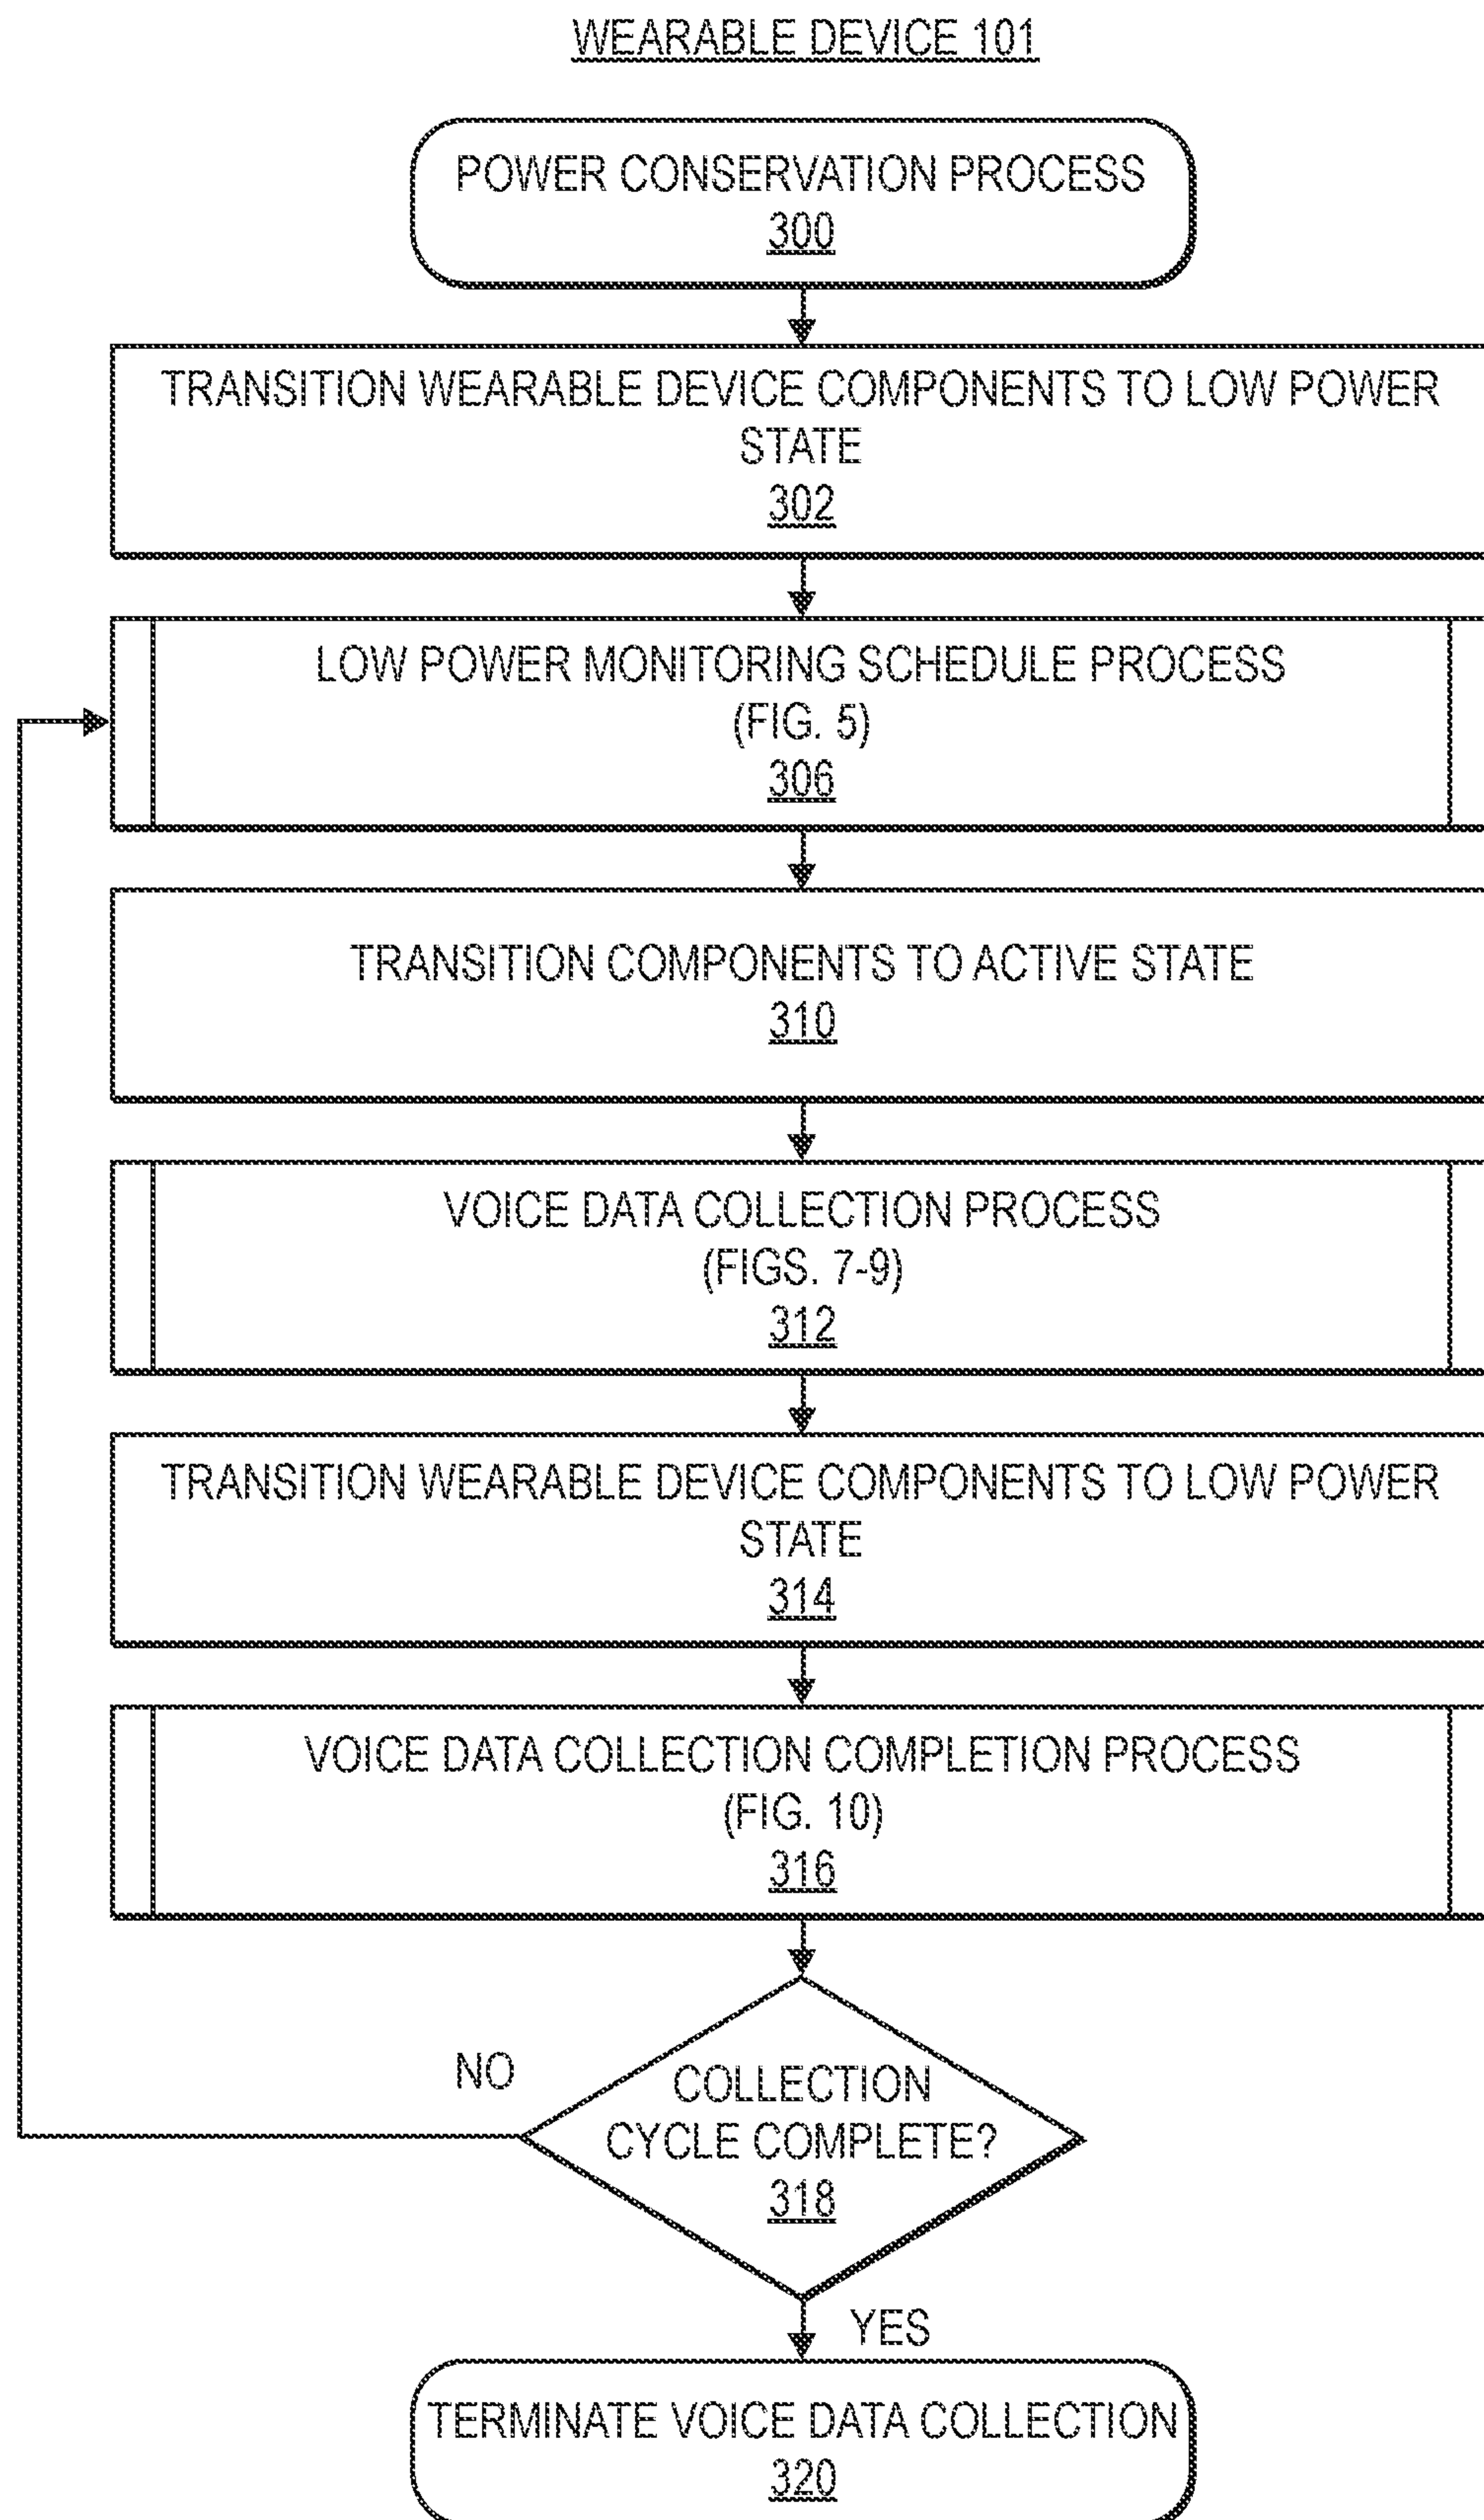 WEARABLE DEVICE 101
POWER CONSERVATION PROCESS
300
TRANSITION WEARABLE DEVICE COMPONENTS TO LOW POWER
STATE
302
LOW POWER MONITORING SCHEDULE PROCESS
(FIG. 5)
306
TRANSITION COMPONENTS TO ACTIVE STATE
310
VOICE DATA COLLECTION PROCESS
(FIGS. 7-9)
312
TRANSITION WEARABLE DEVICE COMPONENTS TO LOW POWER
STATE
314
VOICE DATA COLLECTION COMPLETION PROCESS
(FIG. 10)
316
NO
COLLECTION
CYCLE COMPLETE?
318
YES
TERMINATE VOICE DATA COLLECTION
320